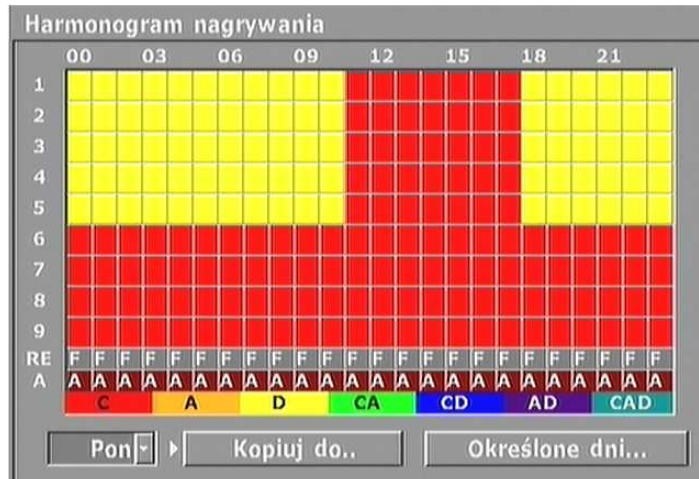 Harmonogram nagrywania
00 03 06 09 12 15 18 21
1
2
3
4
5
6
7
8
9
RE F F F F F F F F F F F F F F F F F F F F F F F F
A A A A A A A A A A A A A A A A A A A A A A A A A
C A D CA CD AD CAD
Pon Kopiuj do.. Określone dni...